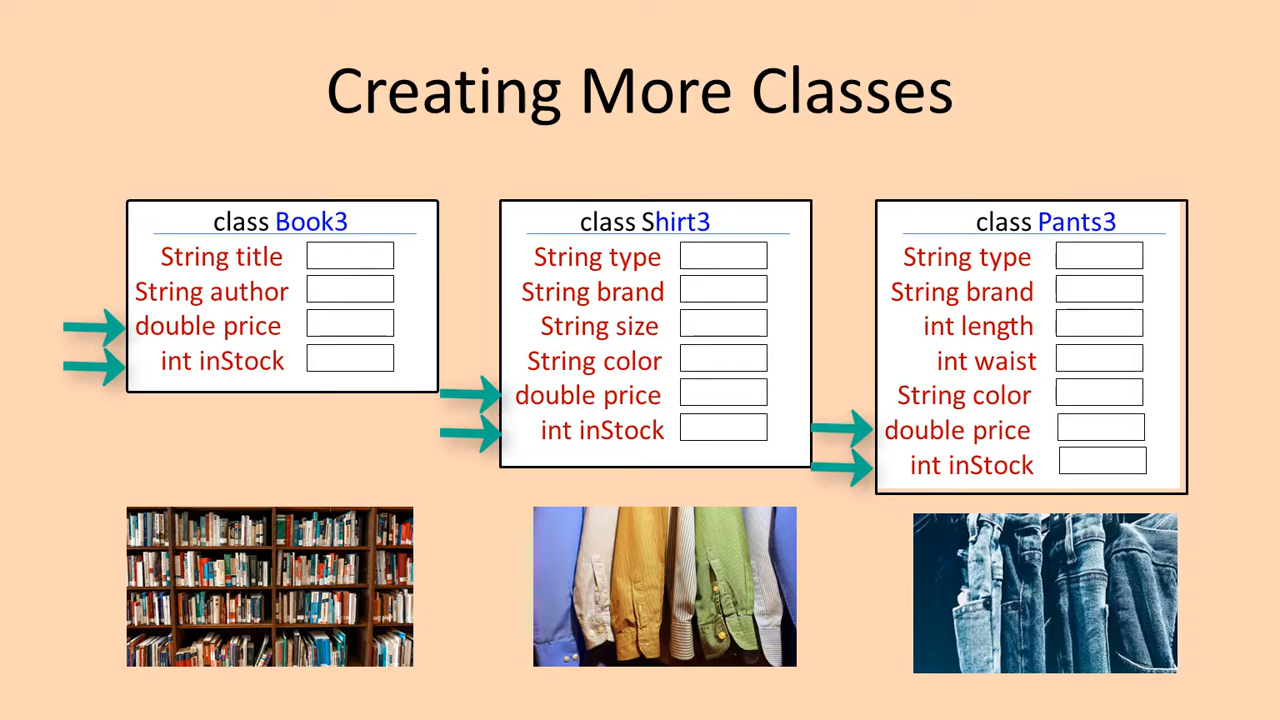 Creating More Classes
class Book3
String title
String author
double price
int inStock
class Shirt3
String type
String brand
String size
String color
double price
int inStock
class Pants3
String type
String brand
int length
int waist
String color
double price
int inStock